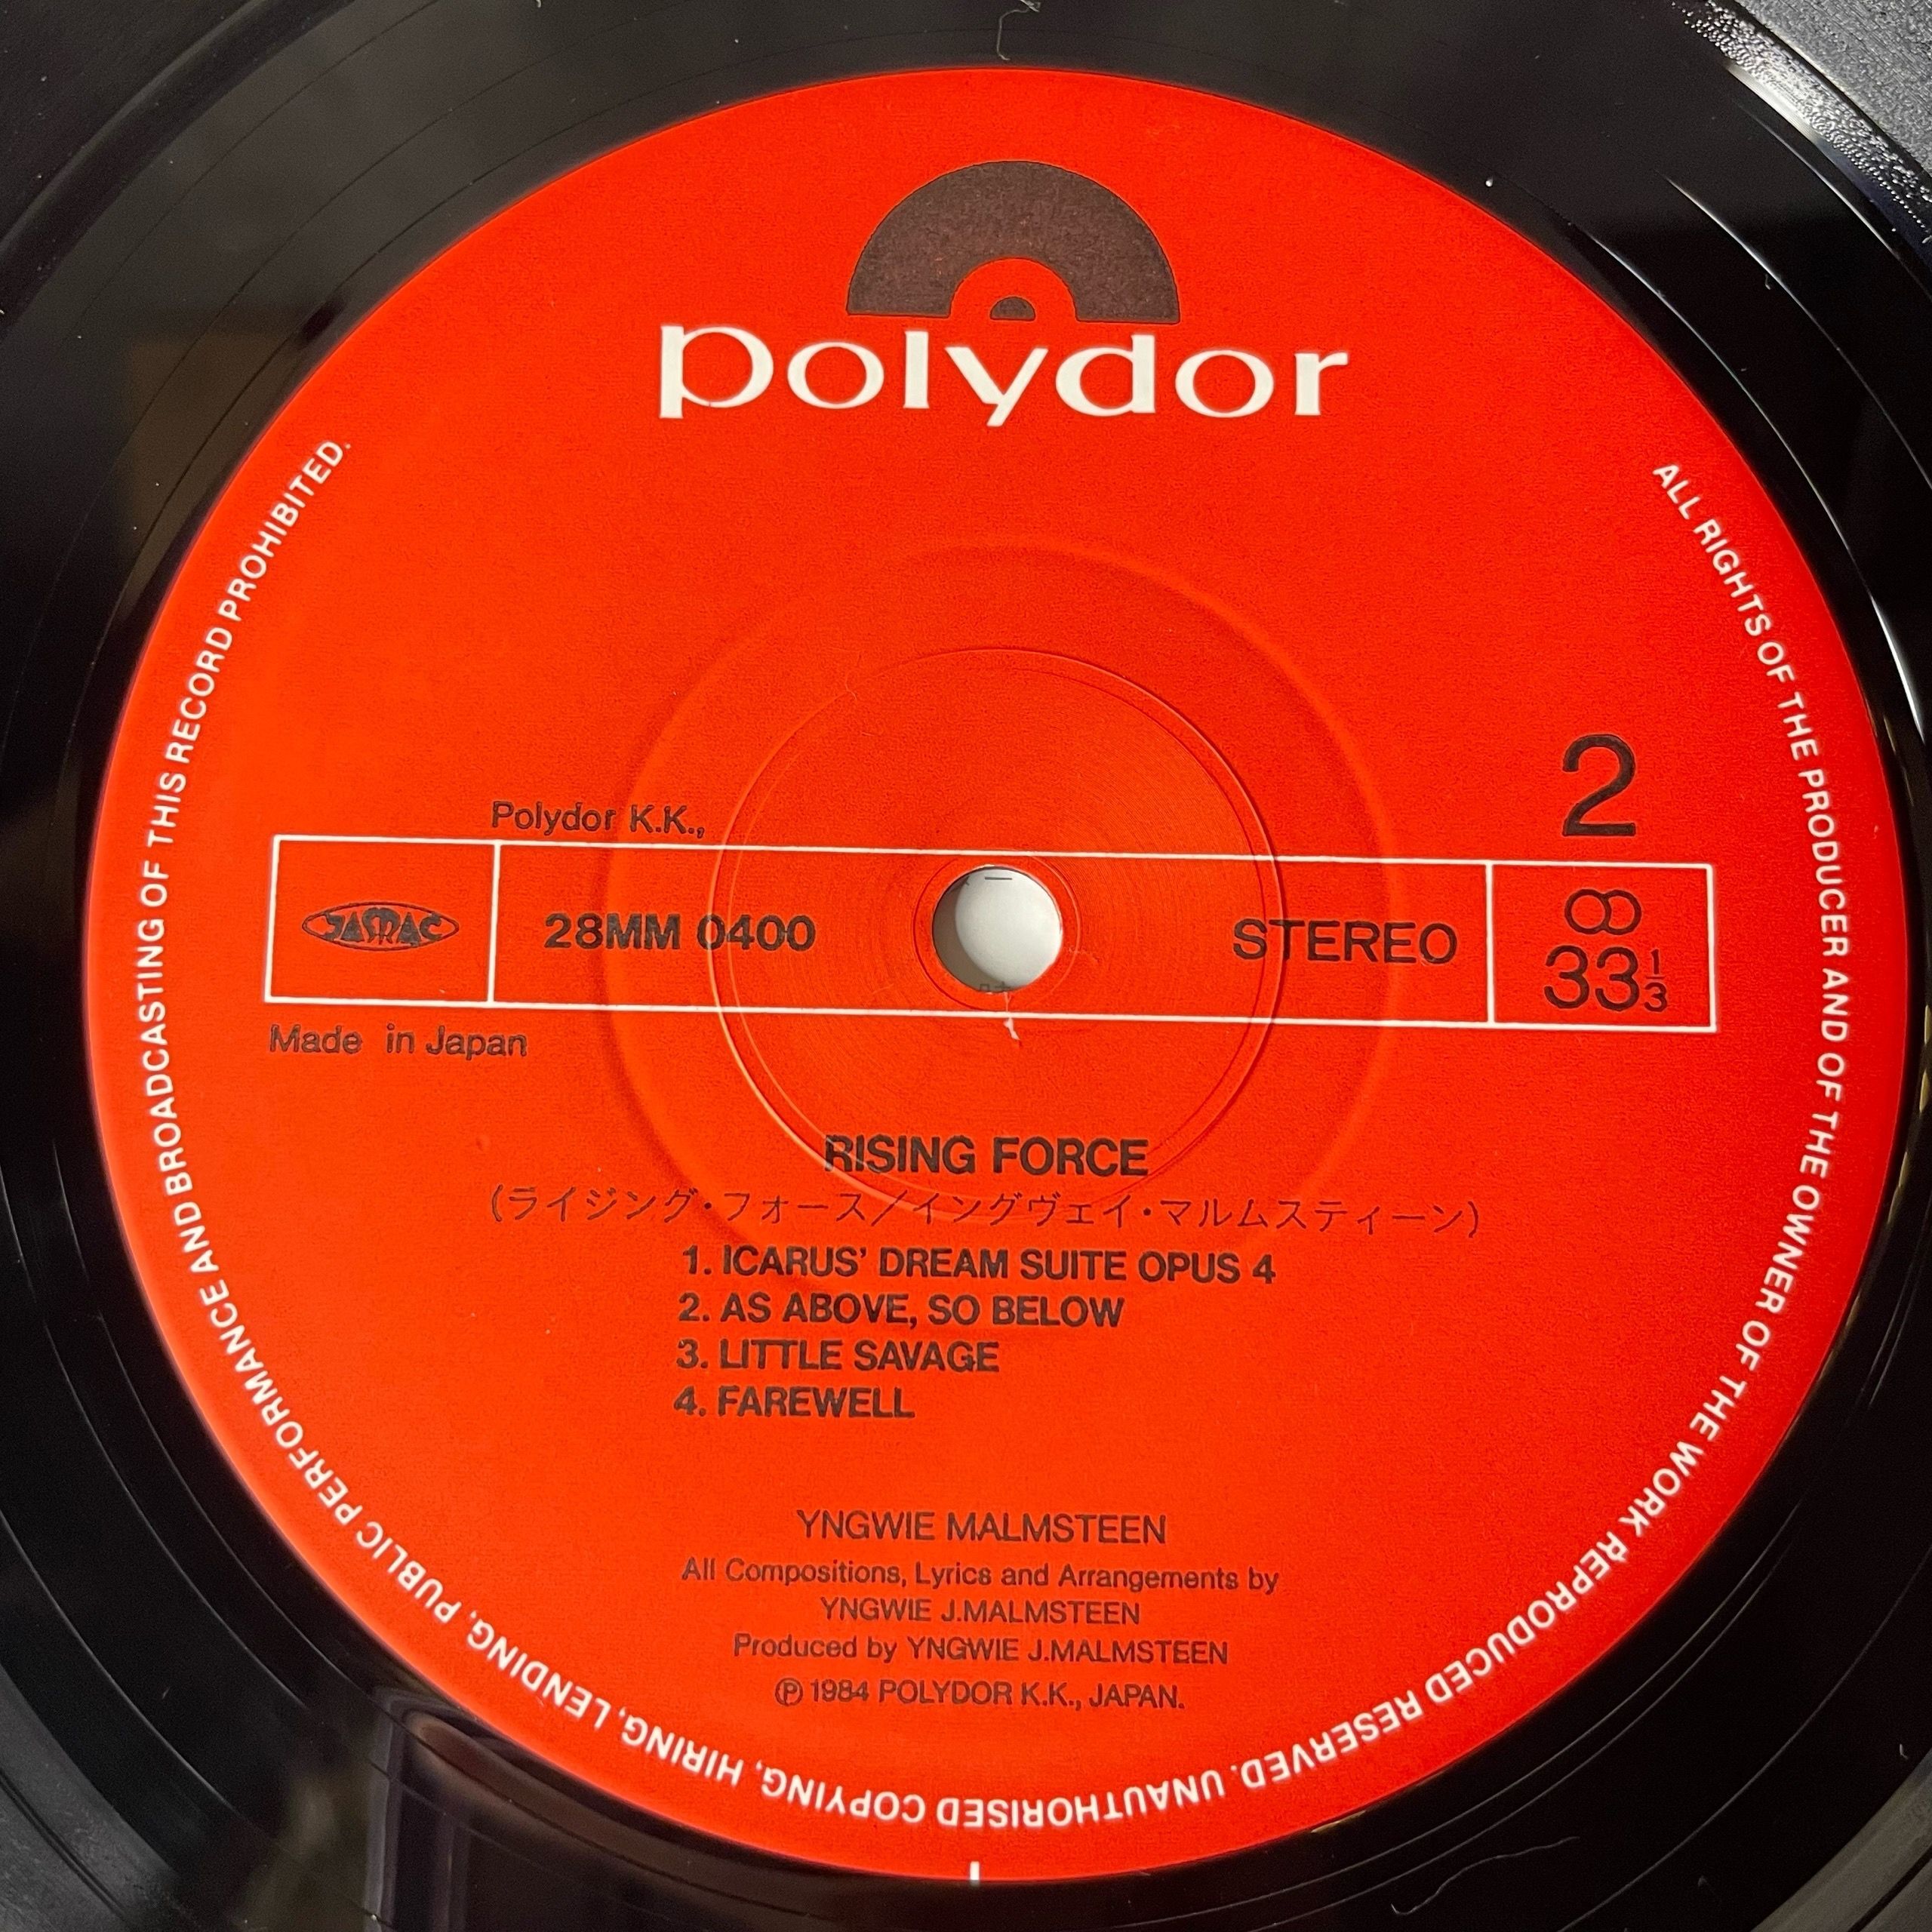 polydor
2
Polydor K.K.,
JASRAC
28MM 0400
STEREO
∞
33 1/3
Made in Japan
RISING FORCE
(ライジング・フォース/イングヴェイ・マルムスティーン)
1. ICARUS' DREAM SUITE OPUS 4
2. AS ABOVE, SO BELOW
3. LITTLE SAVAGE
4. FAREWELL
YNGWIE MALMSTEEN
All Compositions, Lyrics and Arrangements by
YNGWIE J.MALMSTEEN
Produced by YNGWIE J.MALMSTEEN
Ⓟ 1984 POLYDOR K.K., JAPAN.
ALL RIGHTS OF THE PRODUCER AND OF THE OWNER OF THE WORK REPRODUCED RESERVED. UNAUTHORISED COPYING, HIRING, LENDING, PUBLIC PERFORMANCE AND BROADCASTING OF THIS RECORD PROHIBITED.